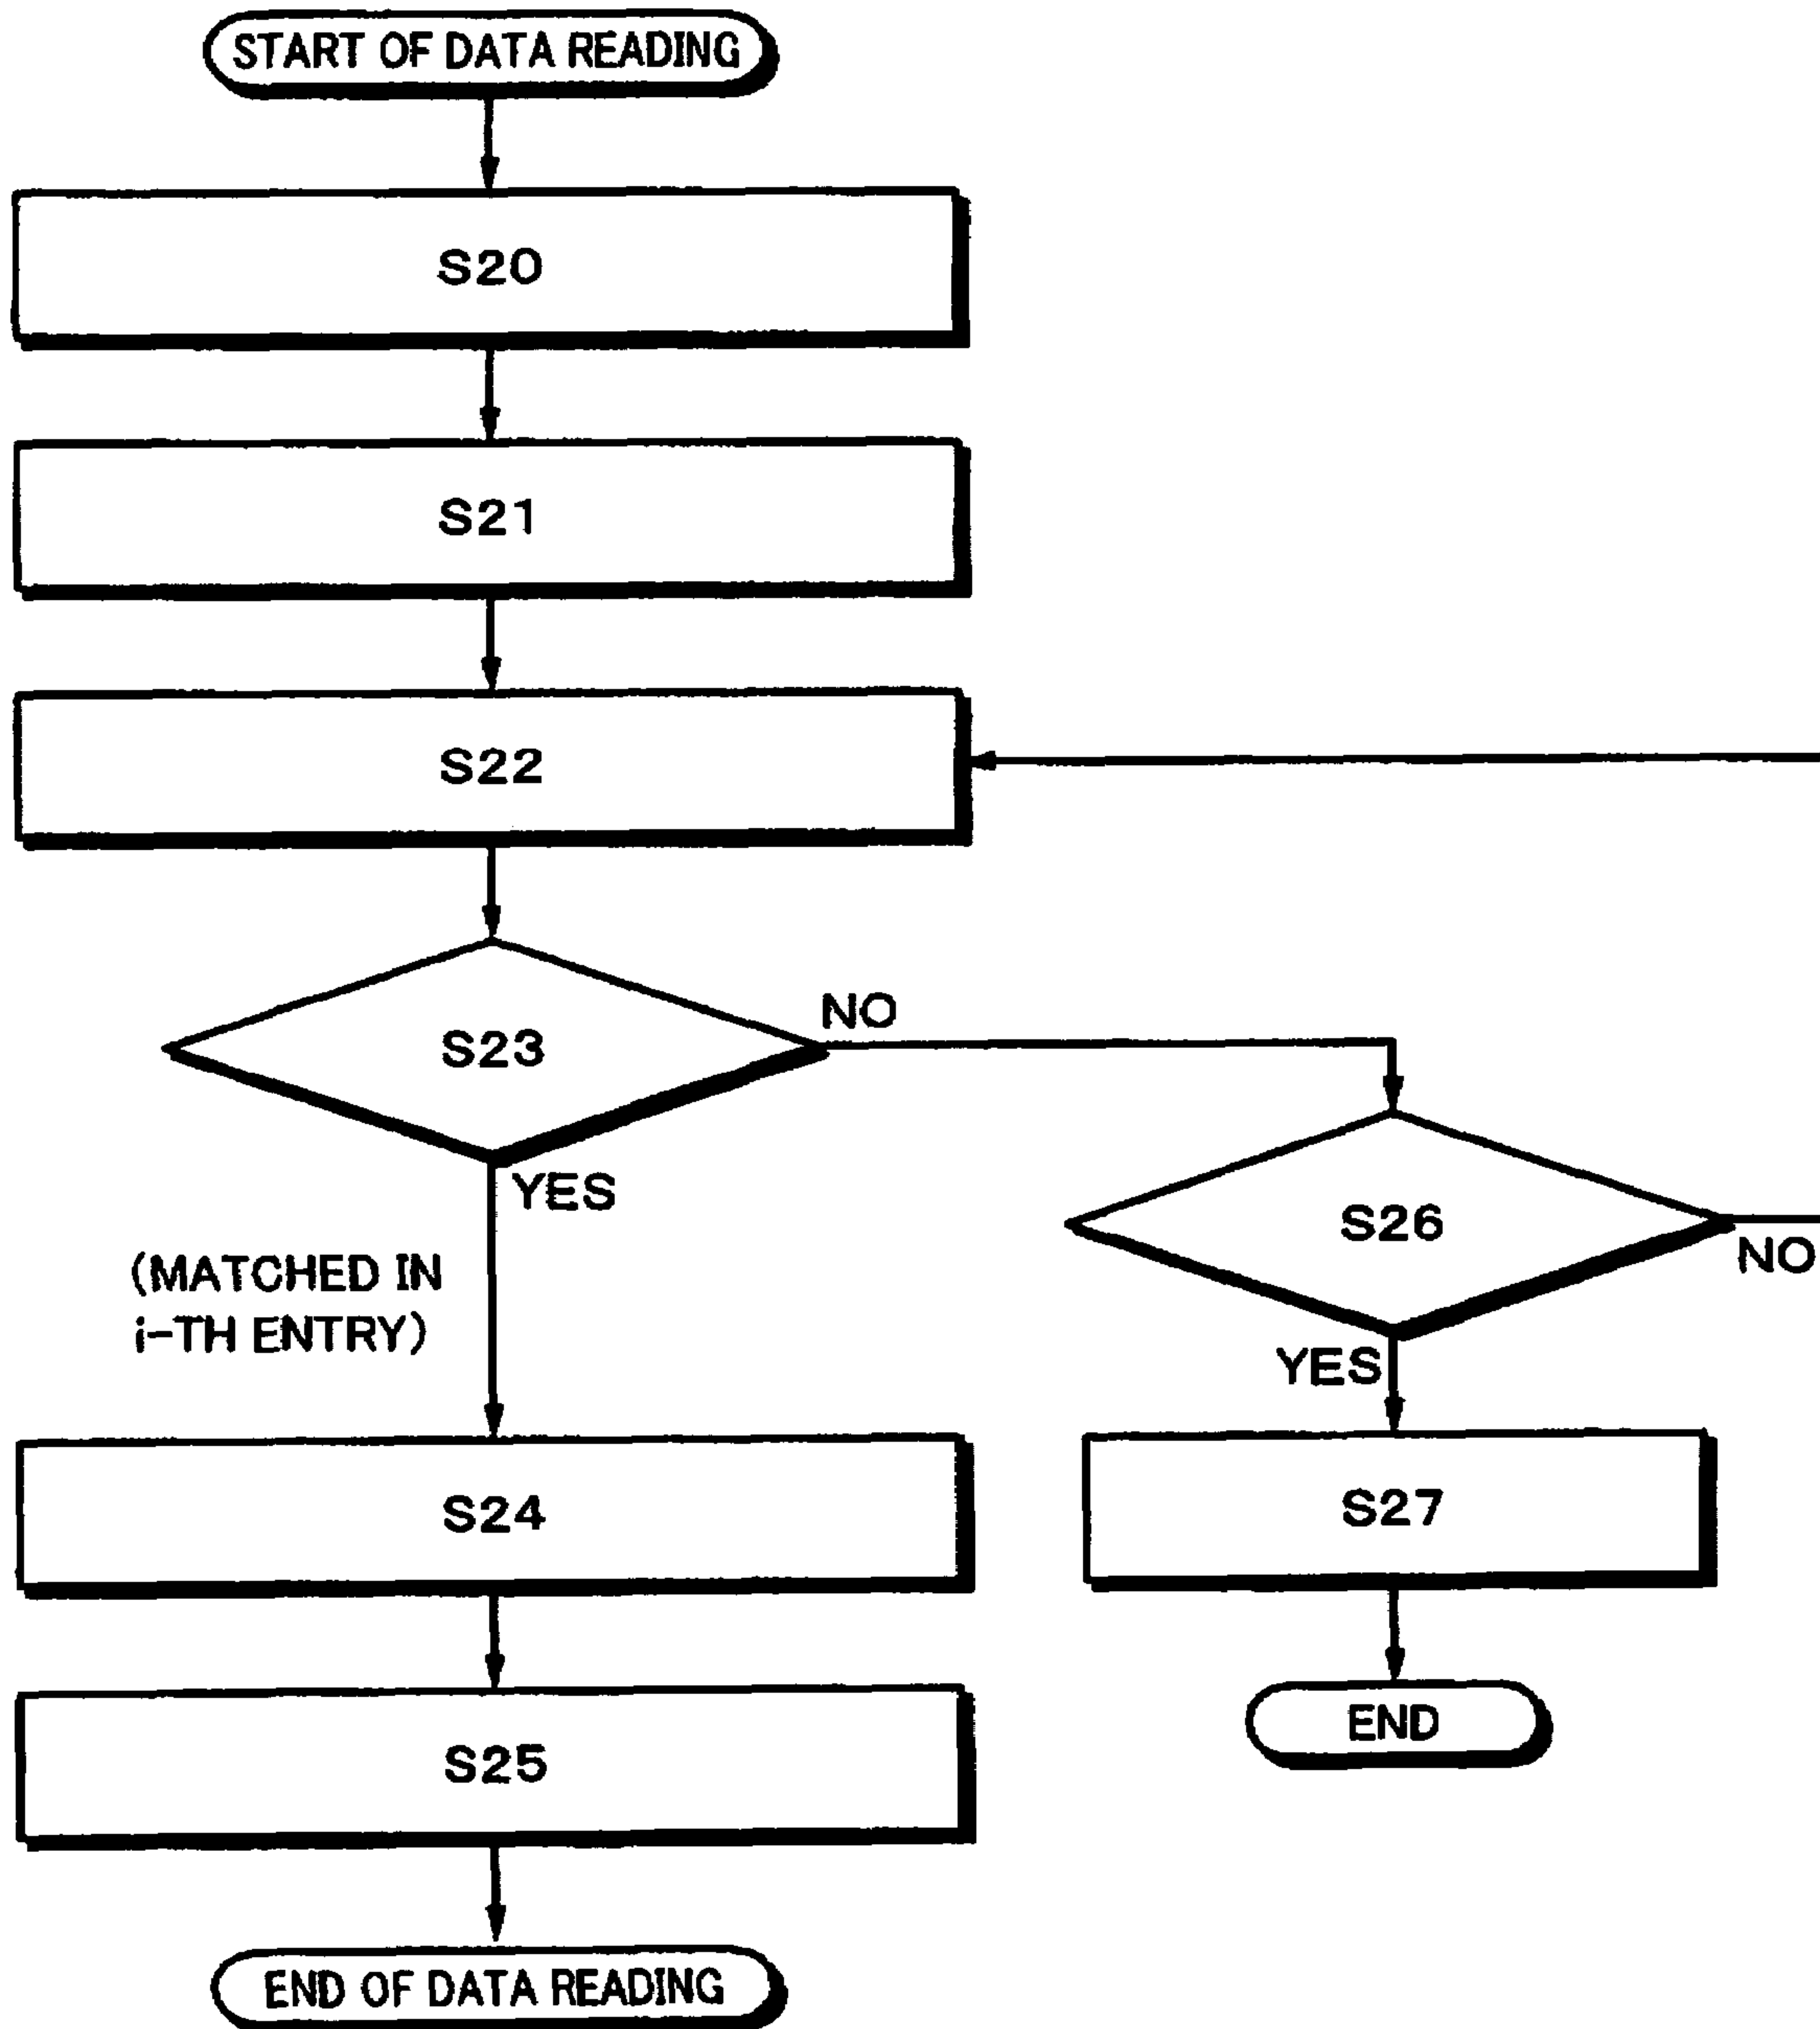 START OF DATA READING
S20
S21
S22
S23
NO
YES
(MATCHED IN
i-TH ENTRY)
S26
NO
YES
S24
S27
S25
END
END OF DATA READING